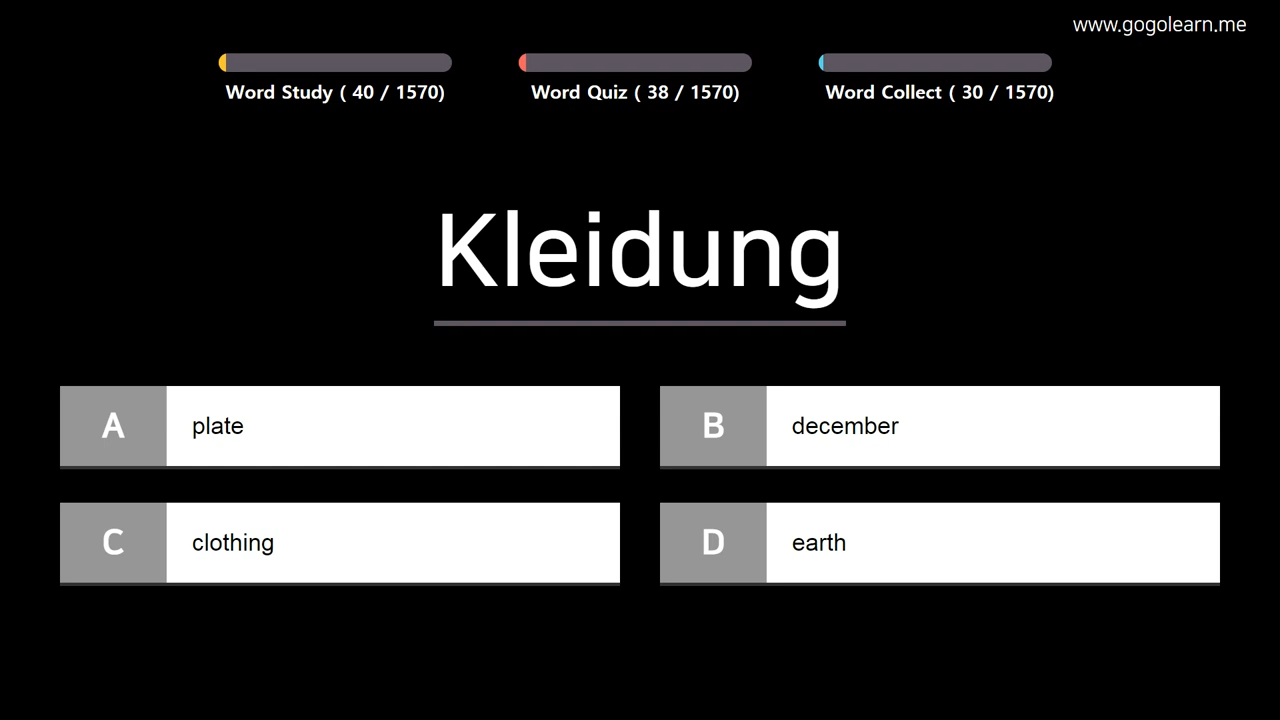 www.gogolearn.me
Word Study ( 40 / 1570)
Word Quiz ( 38 / 1570)
Word Collect ( 30 / 1570)
Kleidung
A plate
B december
C clothing
D earth